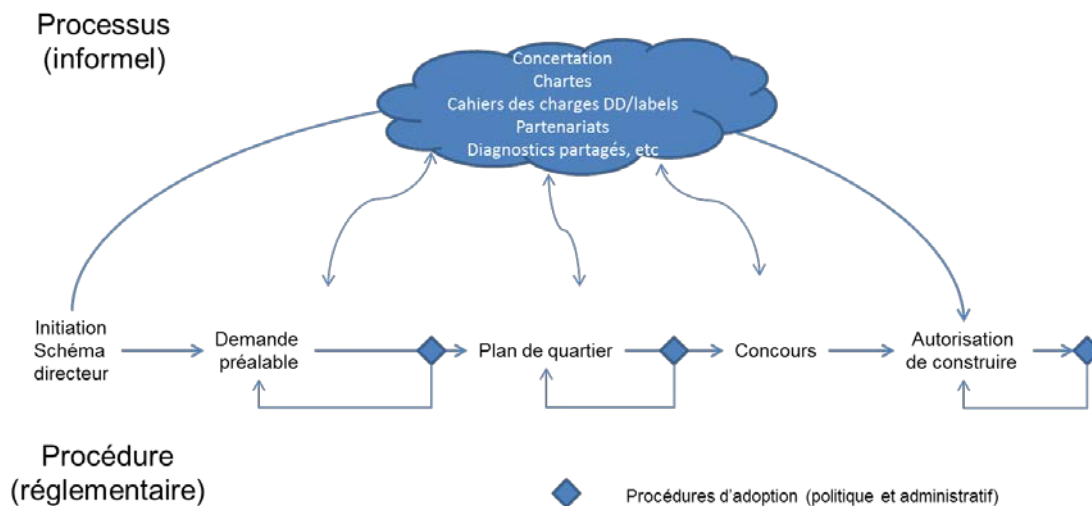 Processus
(informel)
Concertation
Chartes
Cahiers des charges DD/labels
Partenariats
Diagnostics partagés, etc
Initiation
Schéma
directeur
Demande
préalable
Plan de quartier
Concours
Autorisation
de construire
Procédure
(réglementaire)
Procédures d'adoption (politique et administratif)